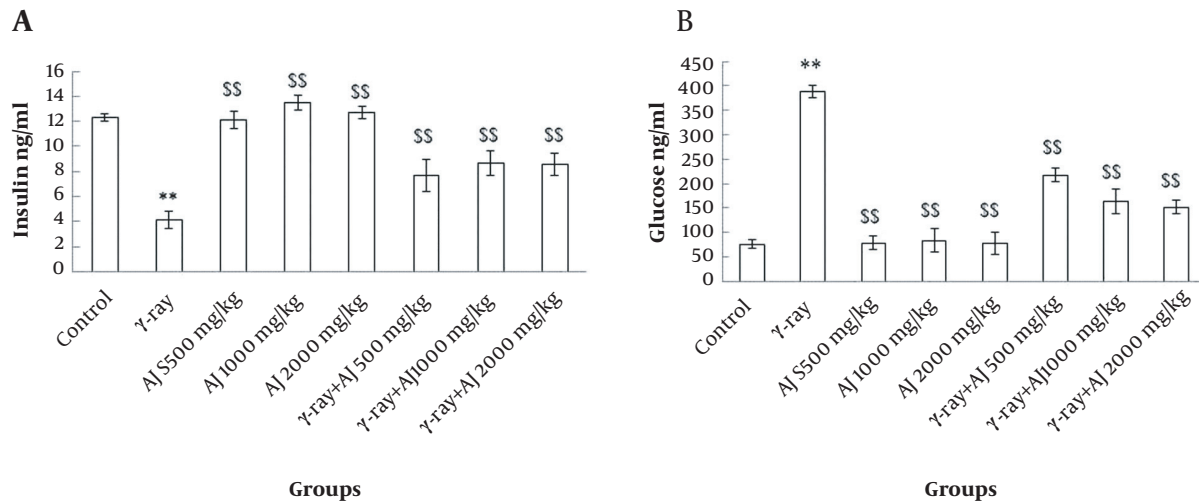 A
Insulin ng/ml
16
14
12
10
8
6
4
2
0
**
$$
$$
$$
$$
$$
$$
Control
γ-ray
AJ S500 mg/kg
AJ 1000 mg/kg
AJ 2000 mg/kg
γ-ray+AJ 500 mg/kg
γ-ray+AJ1000 mg/kg
γ-ray+AJ 2000 mg/kg
Groups
B
Glucose ng/ml
450
400
350
300
250
200
150
100
50
0
**
$$
$$
$$
$$
$$
$$
Control
γ-ray
AJ S500 mg/kg
AJ 1000 mg/kg
AJ 2000 mg/kg
γ-ray+AJ 500 mg/kg
γ-ray+AJ1000 mg/kg
γ-ray+AJ 2000 mg/kg
Groups